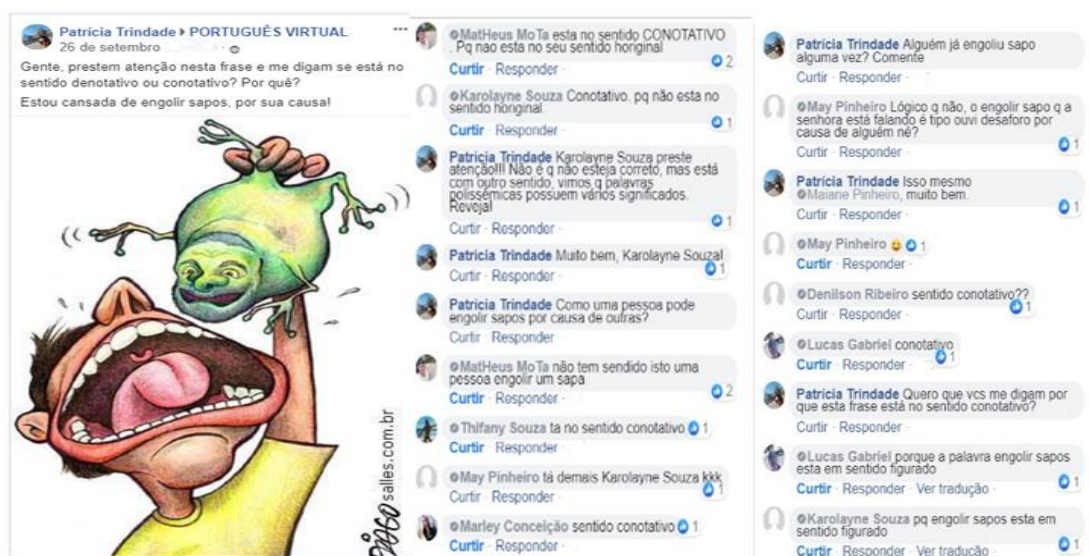 Patricia Trindade ▸ PORTUGUÊS VIRTUAL
26 de setembro
Gente, prestem atenção nesta frase e me digam se está no
sentido denotativo ou conotativo? Por quê?
Estou cansada de engolir sapos, por sua causa!
DIOGO salles.com.br
MatHeus MoTa esta no sentido CONOTATIVO
. Pq nao esta no seu sentido horiginal
2
Curtir · Responder ·
Karolayne Souza Conotativo. pq não esta no
sentido horiginal.
1
Curtir · Responder ·
Patricia Trindade Karolayne Souza preste
atenção!!! Não é q não esteja correto, mas está
com outro sentido, vimos q palavras
polissêmicas possuem vários significados.
Reveja!
1
Curtir · Responder ·
Patricia Trindade Muito bem, Karolayne Souza!
1
Curtir · Responder ·
Patricia Trindade Como uma pessoa pode
engolir sapos por causa de outras?
Curtir · Responder
MatHeus MoTa não tem sendido isto uma
pessoa engolir um sapa
2
Curtir · Responder ·
Thifany Souza ta no sentido conotativo 1
Curtir · Responder ·
May Pinheiro tá demais Karolayne Souza kkk
1
Curtir · Responder ·
Marley Conceição sentido conotativo 1
Curtir · Responder ·
Patricia Trindade Alguém já engoliu sapo
alguma vez? Comente
Curtir · Responder ·
May Pinheiro Lógico q não, o engolir sapo q a
senhora está falando é tipo ouvi desaforo por
causa de alguém né?
1
Curtir · Responder ·
Patricia Trindade Isso mesmo
Maiane Pinheiro, muito bem.
1
Curtir · Responder ·
May Pinheiro 😀 1
Curtir · Responder ·
Denilson Ribeiro sentido conotativo??
1
Curtir · Responder ·
Lucas Gabriel conotativo
1
Curtir · Responder ·
Patricia Trindade Quero que vcs me digam por
que esta frase está no sentido conotativo?
Curtir · Responder ·
Lucas Gabriel porque a palavra engolir sapos
esta em sentido figurado
1
Curtir · Responder · Ver tradução ·
Karolayne Souza pq engolir sapos esta em
sentido figurado
1
Curtir · Responder · Ver tradução ·